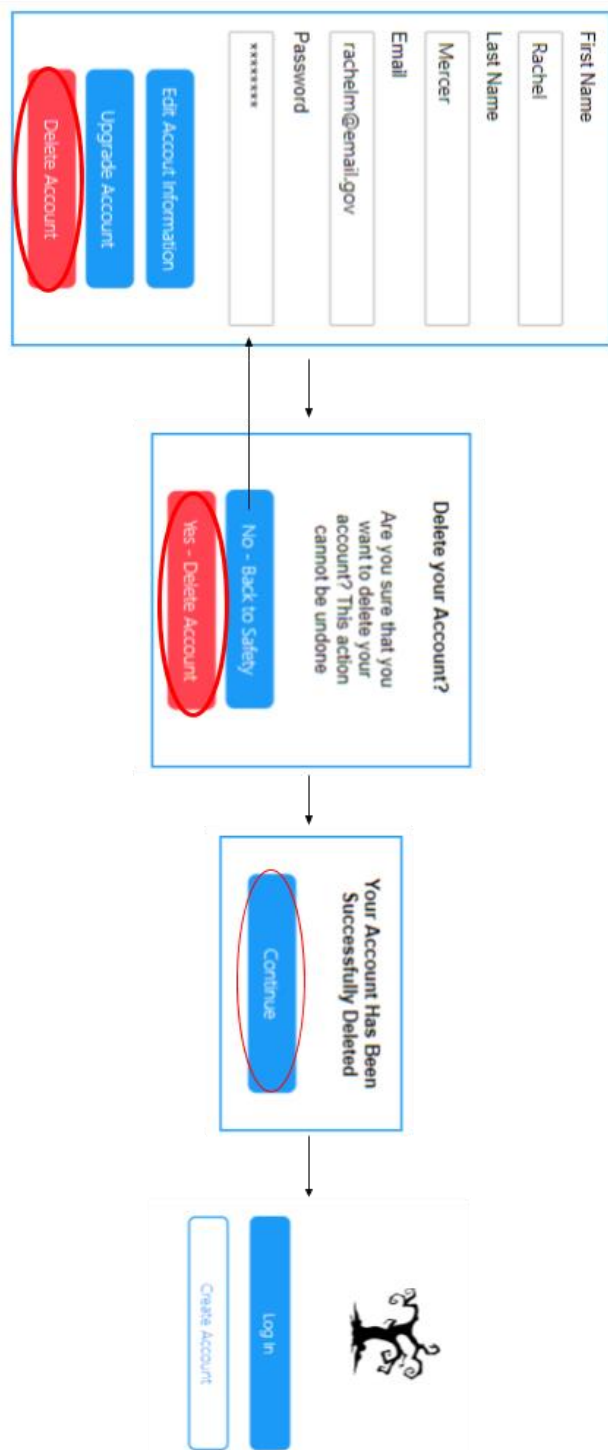 First Name
Rachel
Last Name
Mercer
Email
rachelm@email.gov
Password
********
Edit Accout Information
Upgrade Account
Delete Account
Delete your Account?
Are you sure that you
want to delete your
account? This action
cannot be undone
No - Back to Safety
Yes - Delete Account
Your Account Has Been
Successfully Deleted
Continue
Log In
Create Account